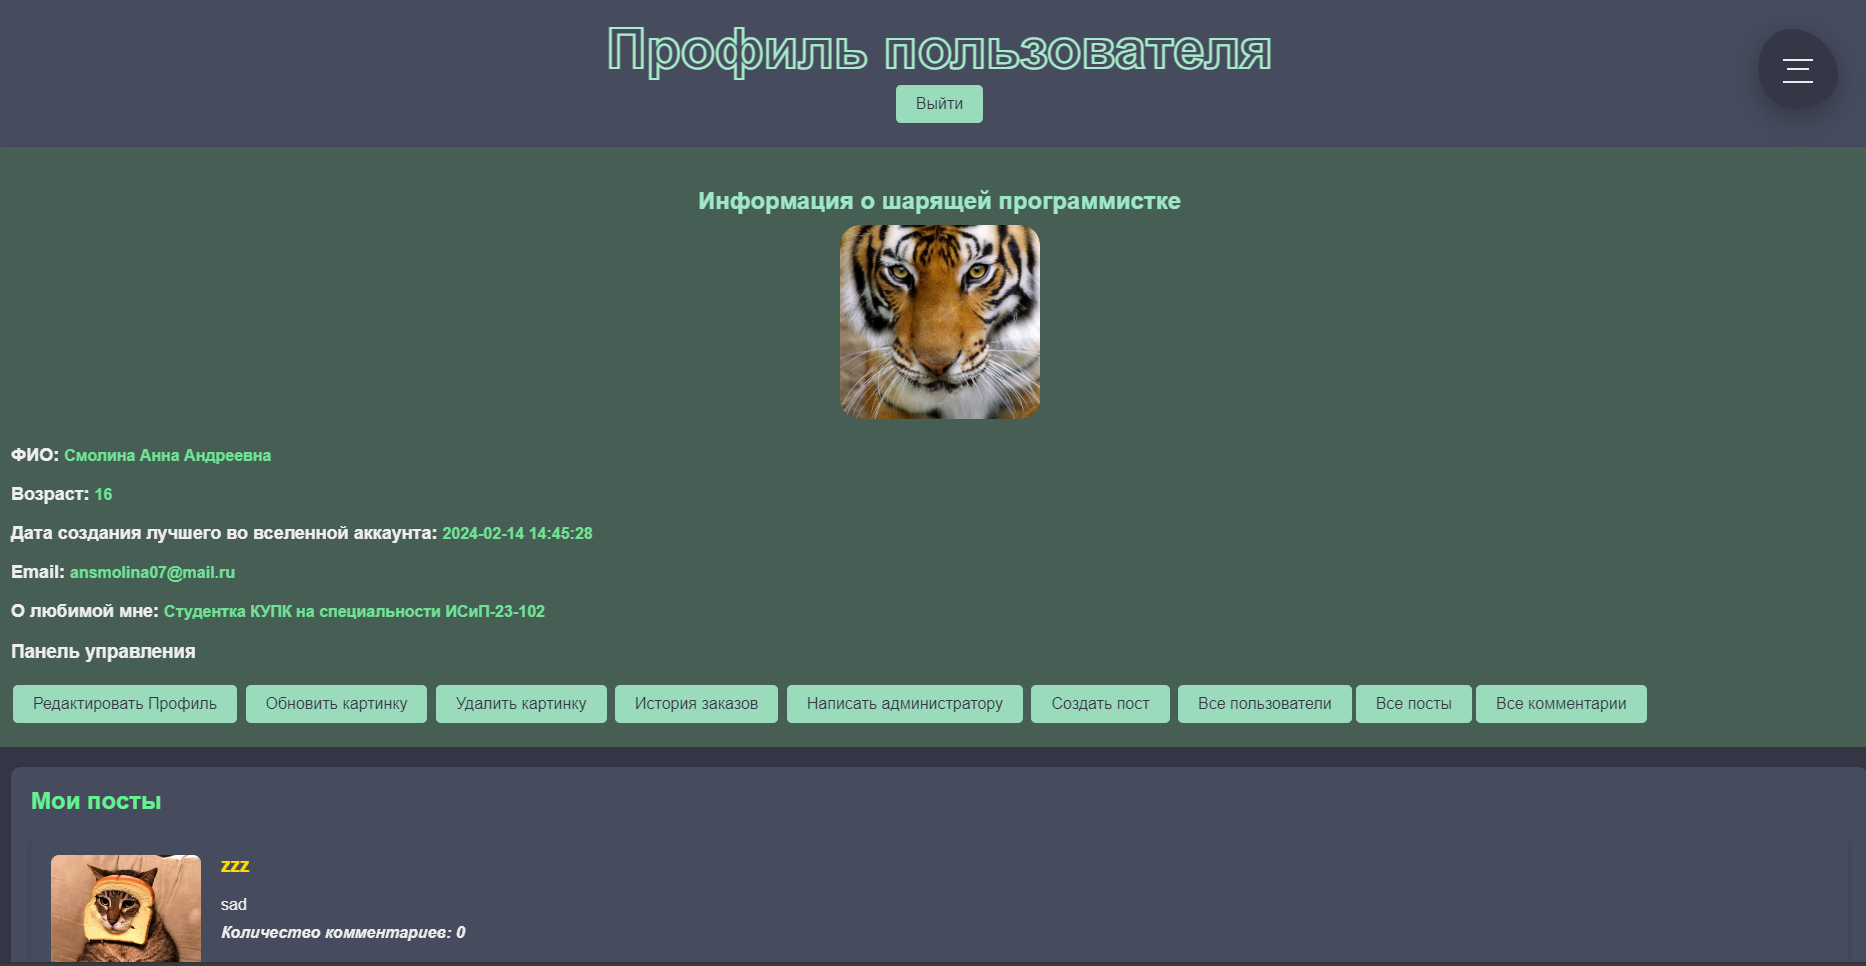 Профиль пользователя
Выйти
Информация о шарящей программистке
ФИО: Смолина Анна Андреевна
Возраст: 16
Дата создания лучшего во вселенной аккаунта: 2024-02-14 14:45:28
Email: ansmolina07@mail.ru
О любимой мне: Студентка КУПК на специальности ИСиП-23-102
Панель управления
Редактировать Профиль Обновить картинку Удалить картинку История заказов Написать администратору Создать пост Все пользователи Все посты Все комментарии
Мои посты
zzz
sad
Количество комментариев: 0